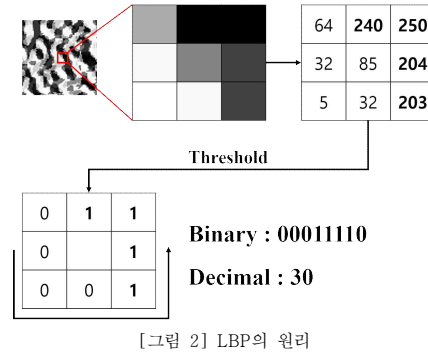 64 240 250
32 85 204
5 32 203
Threshold
0 1 1
0 1
0 0 1
Binary : 00011110
Decimal : 30
[그림 2] LBP의 원리